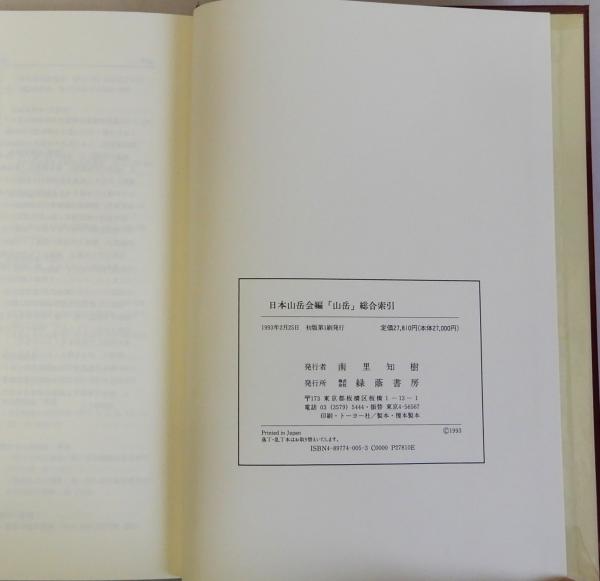 日本山岳会編「山岳」総合索引
1993年2月25日 初版第1刷発行 定価27,810円(本体27,000円)
発行者 南里知樹
発行所 株式会社 緑蔭書房
〒173 東京都板橋区板橋1-13-1
電話 03(3579)5444・振替 東京4-56567
印刷・トーヨー社/製本・榎本製本
Printed in Japan ©1993
落丁・乱丁本はお取り替えいたします。
ISBN4-89774-005-3 C0000 P27810E